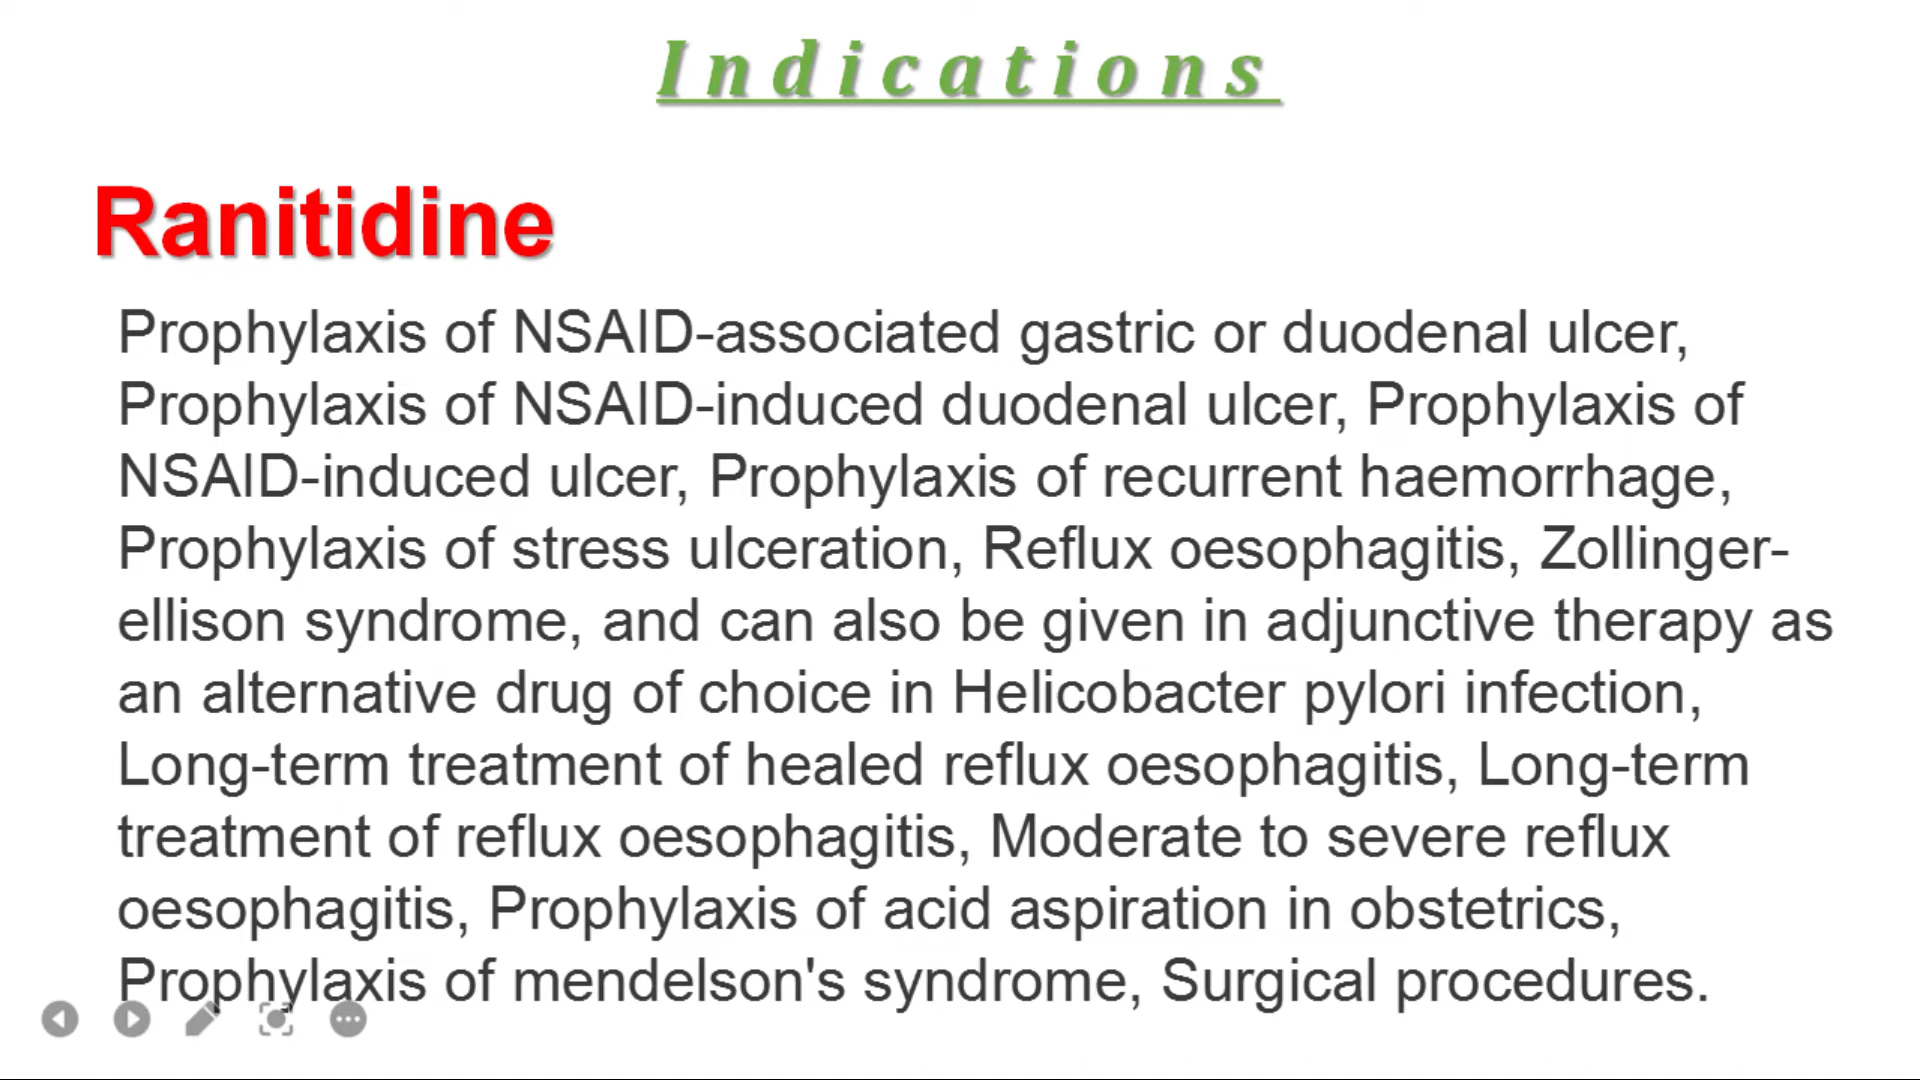 Indications
Ranitidine
Prophylaxis of NSAID-associated gastric or duodenal ulcer,
Prophylaxis of NSAID-induced duodenal ulcer, Prophylaxis of
NSAID-induced ulcer, Prophylaxis of recurrent haemorrhage,
Prophylaxis of stress ulceration, Reflux oesophagitis, Zollinger-
ellison syndrome, and can also be given in adjunctive therapy as
an alternative drug of choice in Helicobacter pylori infection,
Long-term treatment of healed reflux oesophagitis, Long-term
treatment of reflux oesophagitis, Moderate to severe reflux
oesophagitis, Prophylaxis of acid aspiration in obstetrics,
Prophylaxis of mendelson's syndrome, Surgical procedures.